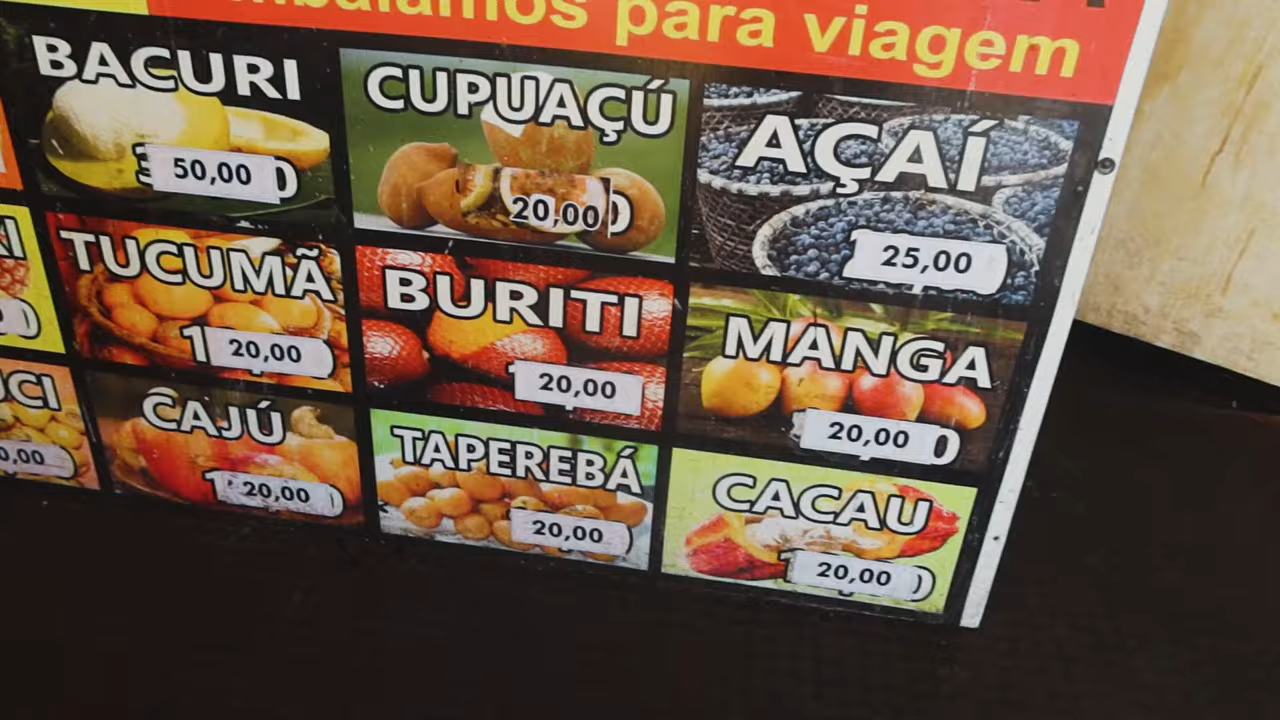 para viagem
BACURI
50,00
CUPUAÇÚ
20,00
AÇAÍ
25,00
TUCUMÃ
20,00
BURITI
20,00
MANGA
20,00
CAJÚ
20,00
TAPEREBÁ
20,00
CACAU
20,00